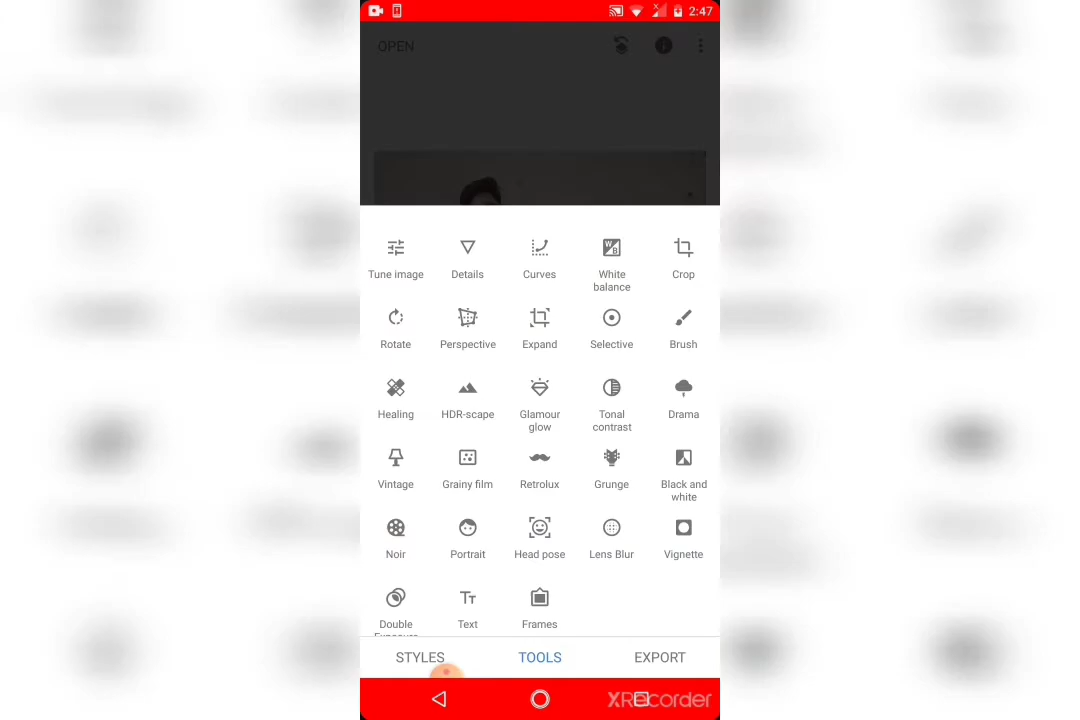 2:47
OPEN
Tune image
Details
Curves
White
balance
Crop
Rotate
Perspective
Expand
Selective
Brush
Healing
HDR-scape
Glamour
glow
Tonal
contrast
Drama
Vintage
Grainy film
Retrolux
Grunge
Black and
white
Noir
Portrait
Head pose
Lens Blur
Vignette
Double
Exposure
Text
Frames
STYLES
TOOLS
EXPORT
XRecorder